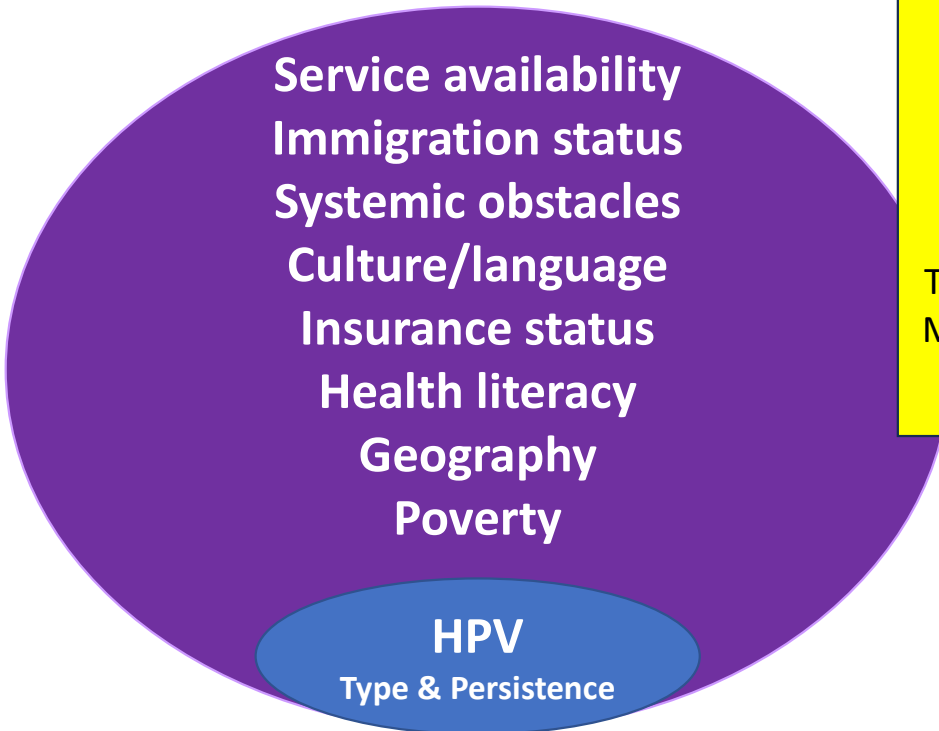 Service availability
Immigration status
Systemic obstacles
Culture/language
Insurance status
Health literacy
Geography
Poverty
HPV
Type & Persistence